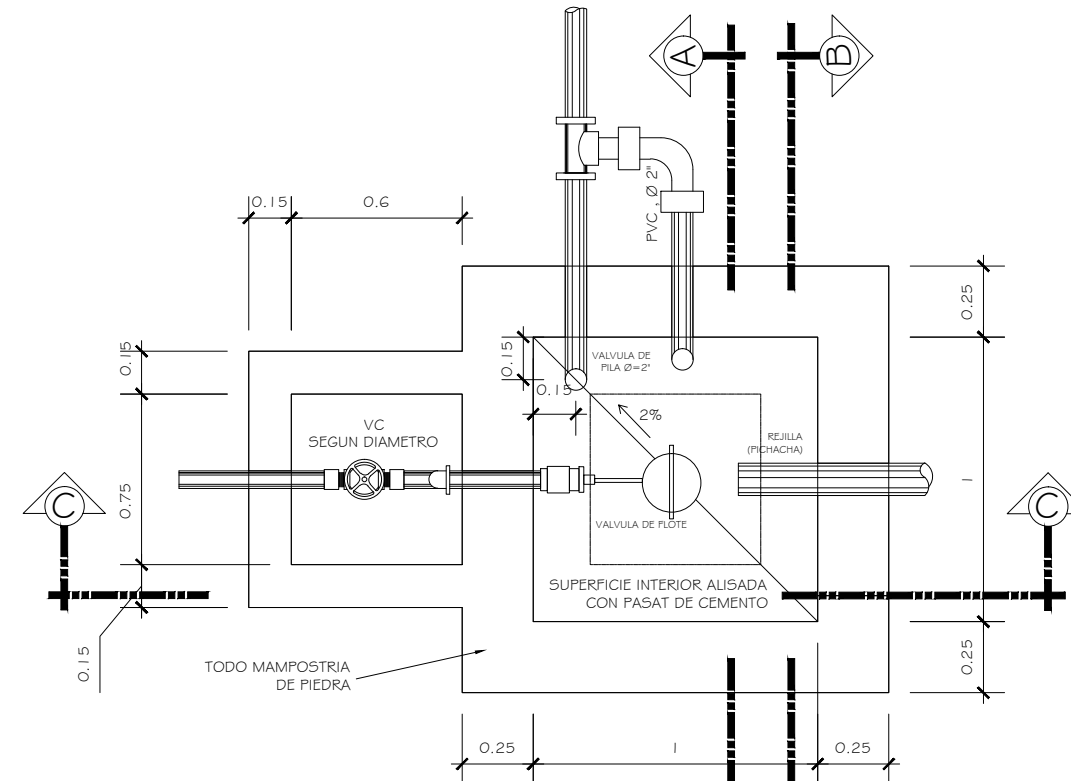 A
B
0.15
0.6
PVC , Ø 2"
0.25
0.15
0.15
VALVULA DE
PILA Ø=2"
0.15
2%
VC
SEGUN DIAMETRO
REJILLA
(PICHACHA)
0.75
1
C
C
VALVULA DE FLOTE
SUPERFICIE INTERIOR ALISADA
CON PASAT DE CEMENTO
0.15
TODO MAMPOSTRIA
DE PIEDRA
0.25
0.25
1
0.25